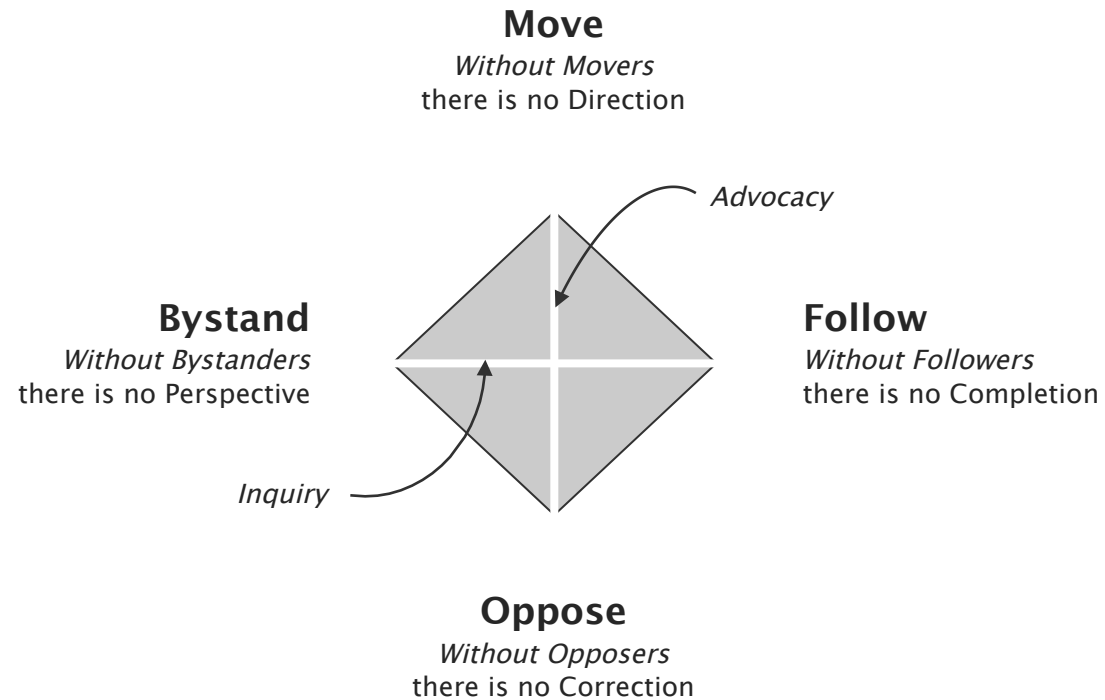 Move
Without Movers
there is no Direction
Advocacy
Bystand
Without Bystanders
there is no Perspective
Follow
Without Followers
there is no Completion
Inquiry
Oppose
Without Opposers
there is no Correction